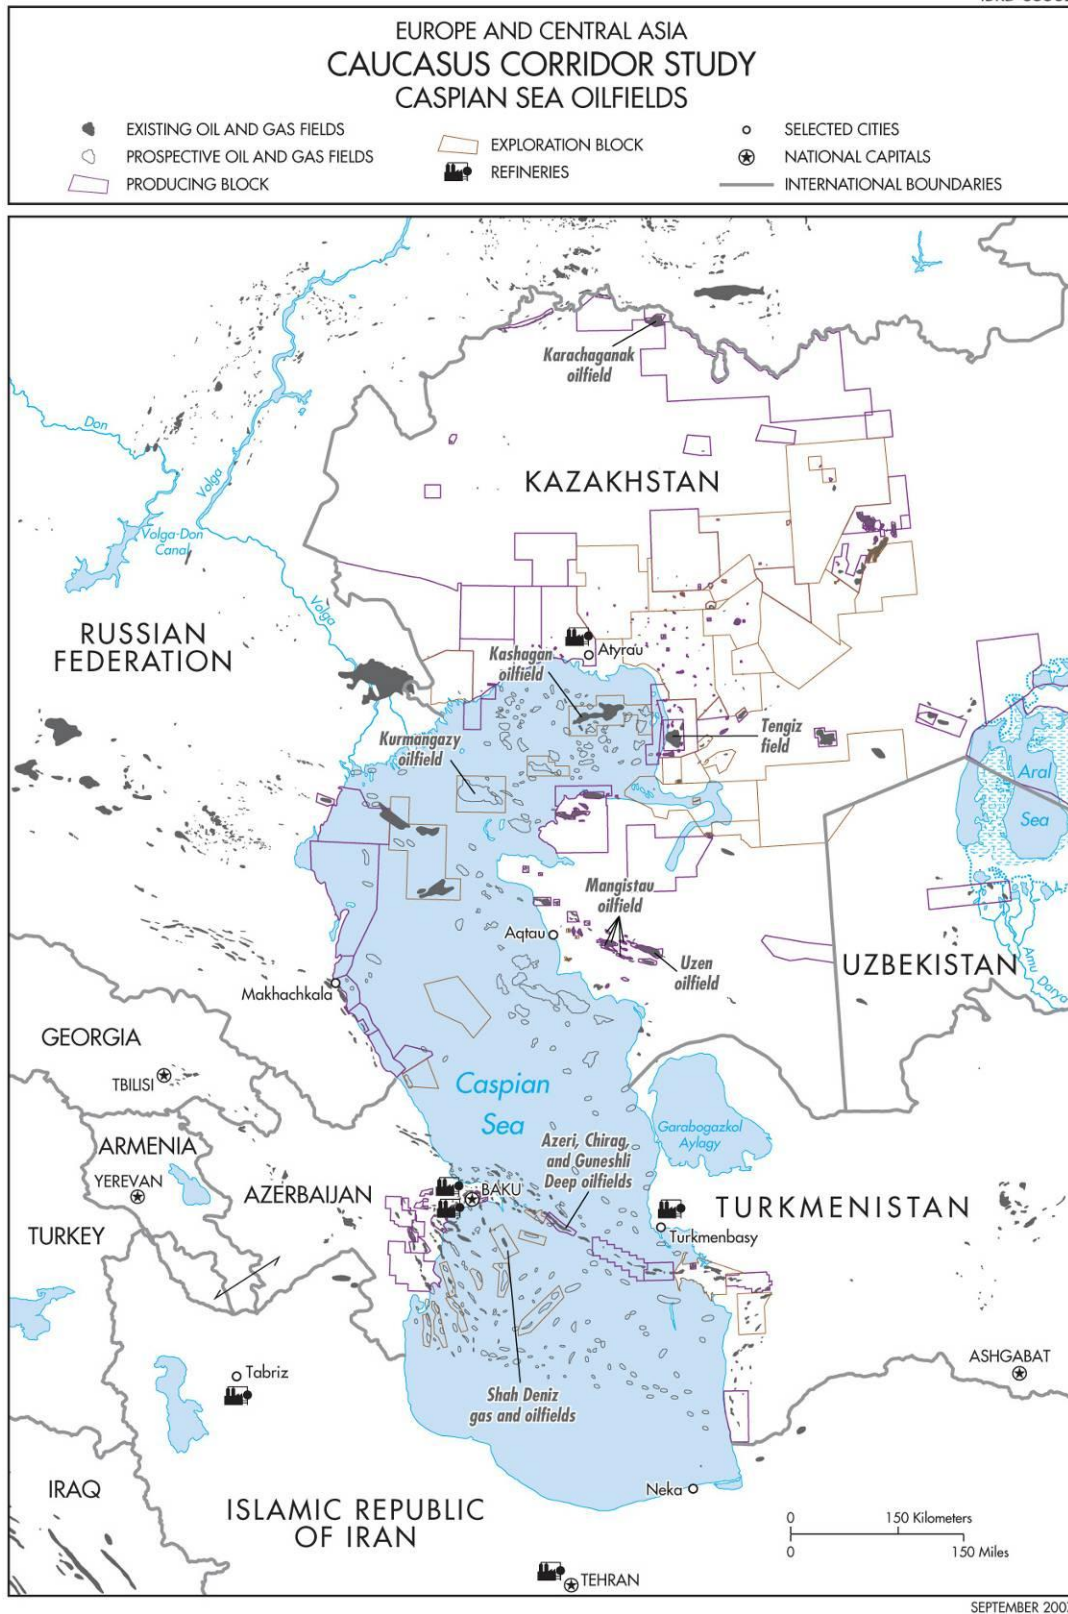 EUROPE AND CENTRAL ASIA
CAUCASUS CORRIDOR STUDY
CASPIAN SEA OILFIELDS
EXISTING OIL AND GAS FIELDS
PROSPECTIVE OIL AND GAS FIELDS
PRODUCING BLOCK
EXPLORATION BLOCK
REFINERIES
SELECTED CITIES
NATIONAL CAPITALS
INTERNATIONAL BOUNDARIES
Karachaganak
oilfield
Don
Volga
KAZAKHSTAN
Volga-Don
Canal
Volga
RUSSIAN
FEDERATION
Atyrau
Kashagan
oilfield
Kurmangazy
oilfield
Tengiz
field
Aral
Sea
Mangistau
oilfield
Aqtau
Uzen
oilfield
UZBEKISTAN
Amu Darya
Makhachkala
GEORGIA
TBILISI
Caspian
Sea
Garabogazkol
Aylagy
ARMENIA
YEREVAN
Azeri, Chirag,
and Guneshli
Deep oilfields
AZERBAIJAN
BAKU
TURKMENISTAN
TURKEY
Turkmenbasy
ASHGABAT
Tabriz
Shah Deniz
gas and oilfields
IRAQ
Neka
ISLAMIC REPUBLIC
OF IRAN
0 150 Kilometers
0 150 Miles
TEHRAN